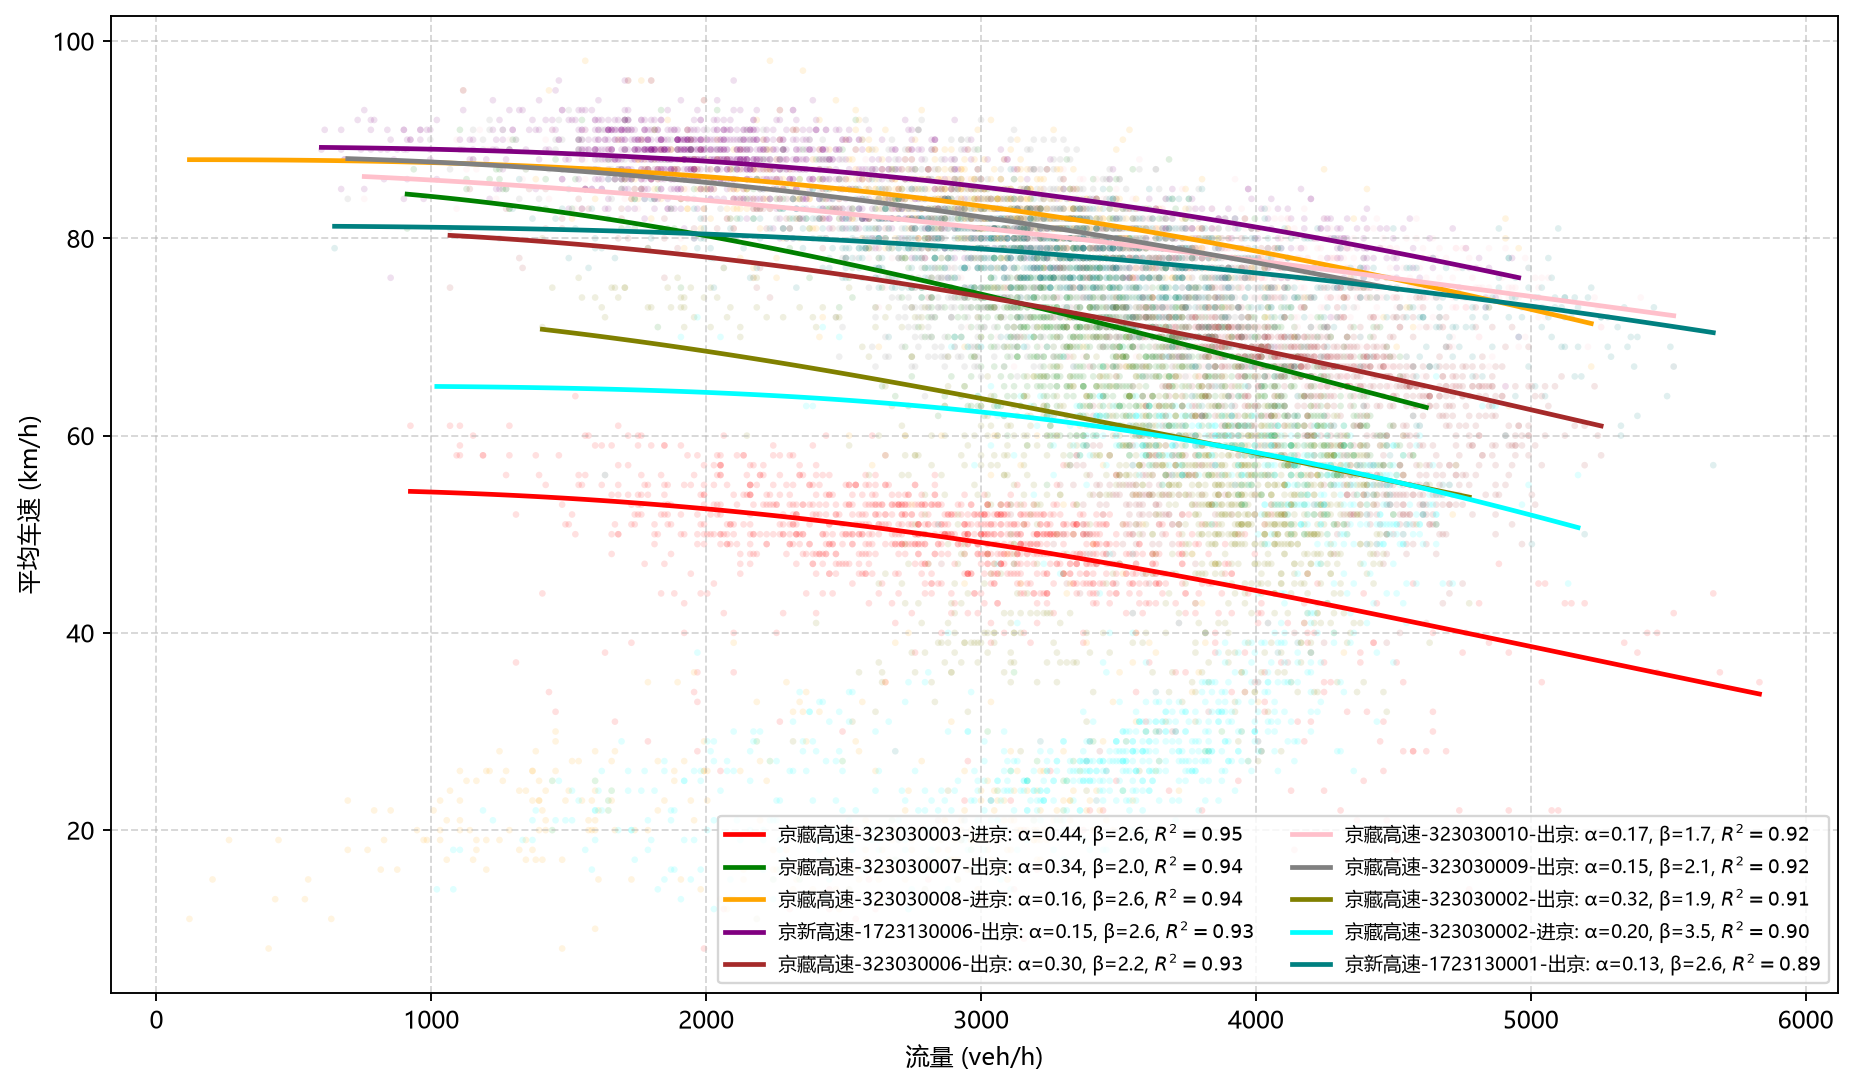 100
80
60
40
20
平均车速 (km/h)
京藏高速-323030003-进京: α=0.44, β=2.6, R² = 0.95
京藏高速-323030007-出京: α=0.34, β=2.0, R² = 0.94
京藏高速-323030008-进京: α=0.16, β=2.6, R² = 0.94
京新高速-1723130006-出京: α=0.15, β=2.6, R² = 0.93
京藏高速-323030006-出京: α=0.30, β=2.2, R² = 0.93
京藏高速-323030010-出京: α=0.17, β=1.7, R² = 0.92
京藏高速-323030009-出京: α=0.15, β=2.1, R² = 0.92
京藏高速-323030002-出京: α=0.32, β=1.9, R² = 0.91
京藏高速-323030002-进京: α=0.20, β=3.5, R² = 0.90
京新高速-1723130001-出京: α=0.13, β=2.6, R² = 0.89
0 1000 2000 3000 4000 5000 6000
流量 (veh/h)